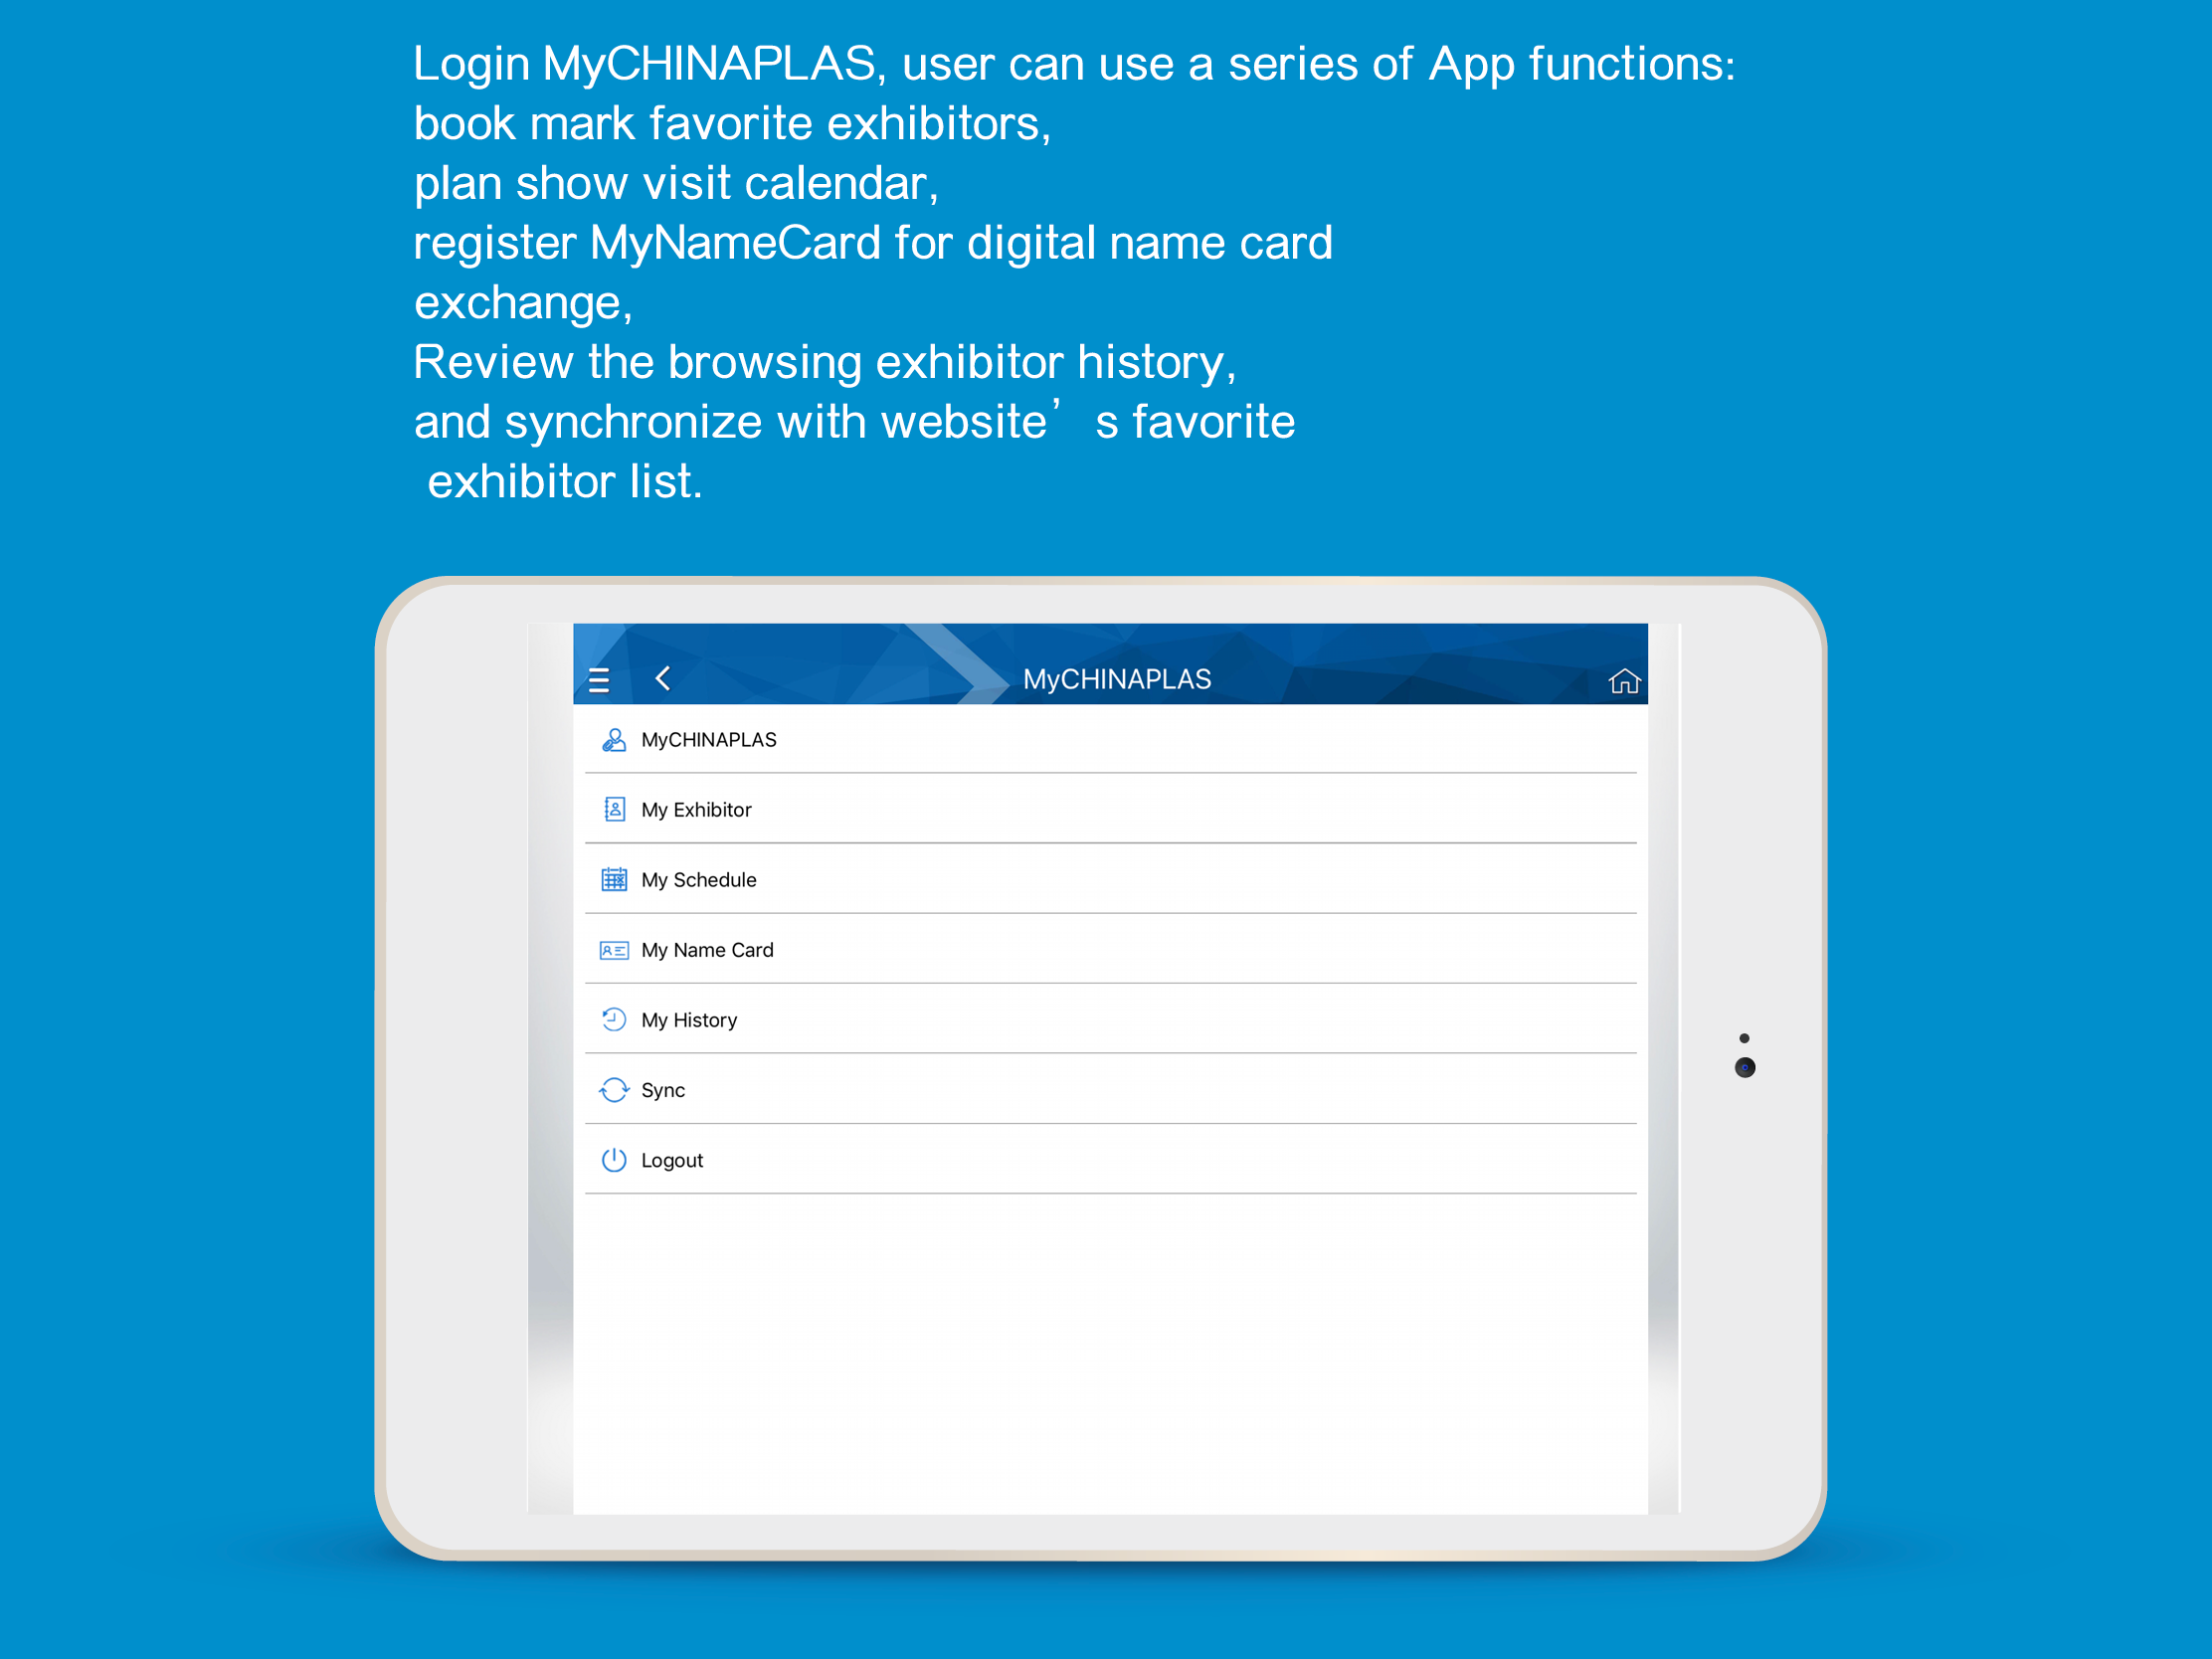 Login MyCHINAPLAS, user can use a series of App functions:
book mark favorite exhibitors,
plan show visit calendar,
register MyNameCard for digital name card
exchange,
Review the browsing exhibitor history,
and synchronize with website’s favorite
exhibitor list.
MyCHINAPLAS
MyCHINAPLAS
My Exhibitor
My Schedule
My Name Card
My History
Sync
Logout